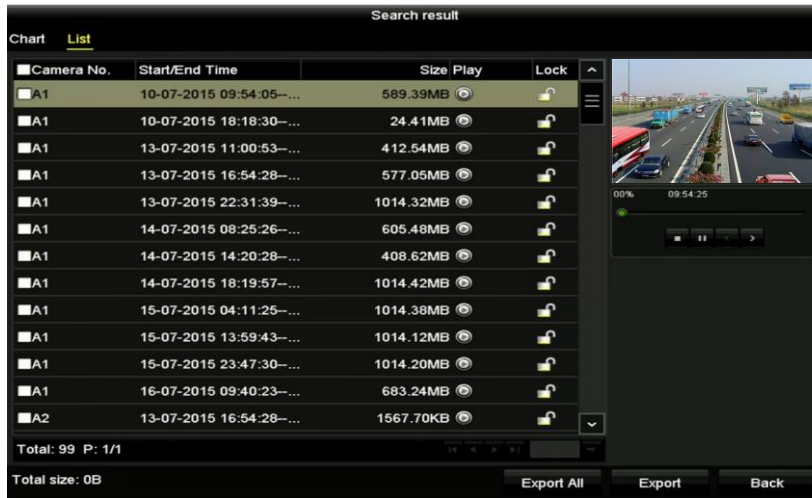 Search result
Chart List
Camera No. Start/End Time Size Play Lock
A1 10-07-2015 09:54:05--... 589.39MB
A1 10-07-2015 18:18:30--... 24.41MB
A1 13-07-2015 11:00:53--... 412.54MB
A1 13-07-2015 16:54:28--... 577.05MB
A1 13-07-2015 22:31:39--... 1014.32MB
A1 14-07-2015 08:25:26--... 605.48MB
A1 14-07-2015 14:20:28--... 408.62MB
A1 14-07-2015 18:19:57--... 1014.42MB
A1 15-07-2015 04:11:25--... 1014.38MB
A1 15-07-2015 13:59:43--... 1014.12MB
A1 15-07-2015 23:47:30--... 1014.20MB
A1 16-07-2015 09:40:23--... 683.24MB
A2 13-07-2015 16:54:28--... 1567.70KB
00% 09:54:25
Total: 99 P: 1/1
Total size: 0B
Export All Export Back